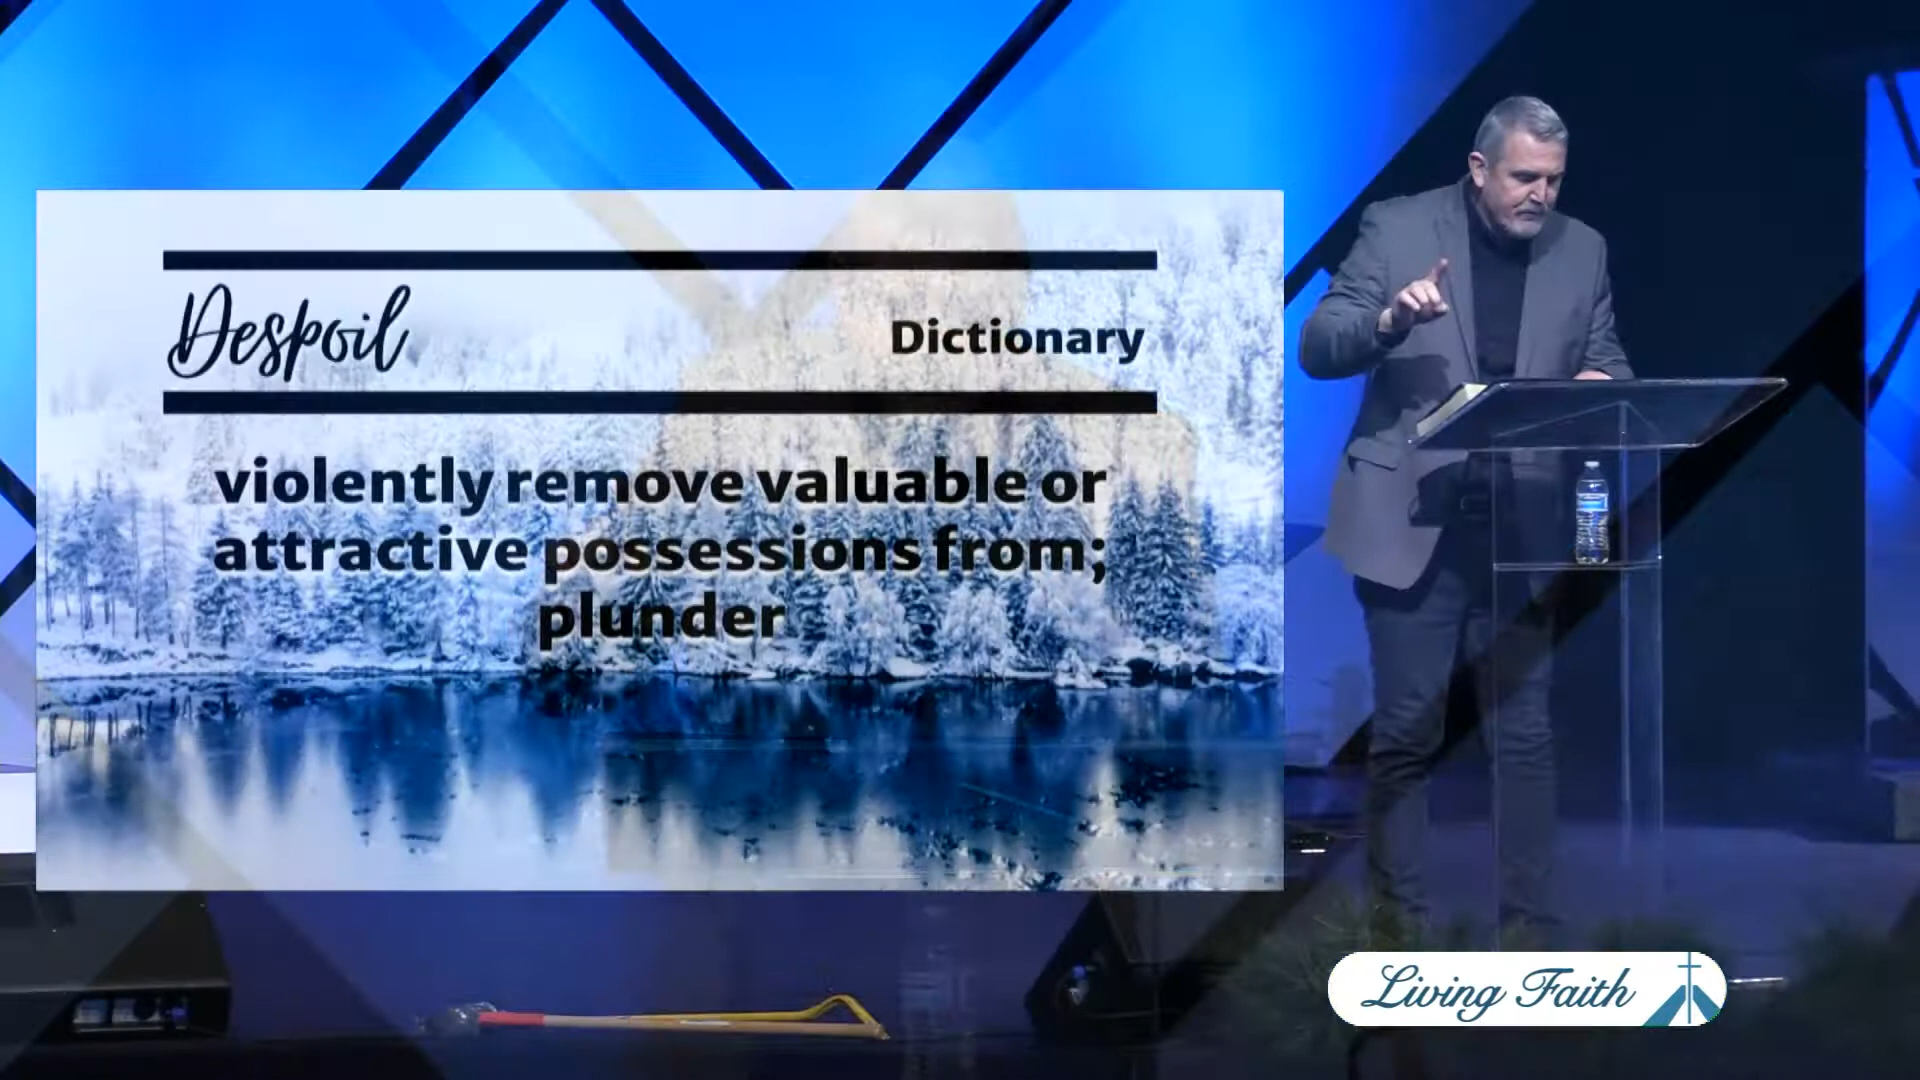 Despoil
Dictionary
violently remove valuable or
attractive possessions from;
plunder
Living Faith